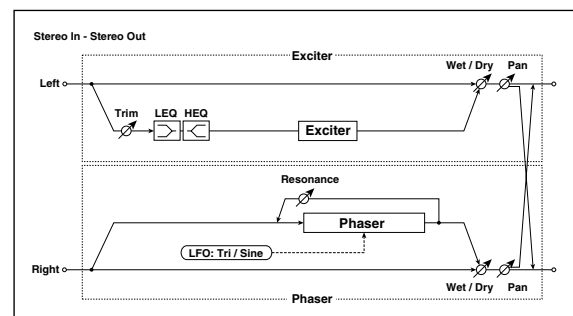 Stereo In - Stereo Out
Exciter
Wet / Dry Pan
Left
Trim LEQ HEQ
Exciter
Resonance
Phaser
LFO: Tri / Sine
Right
Wet / Dry Pan
Phaser